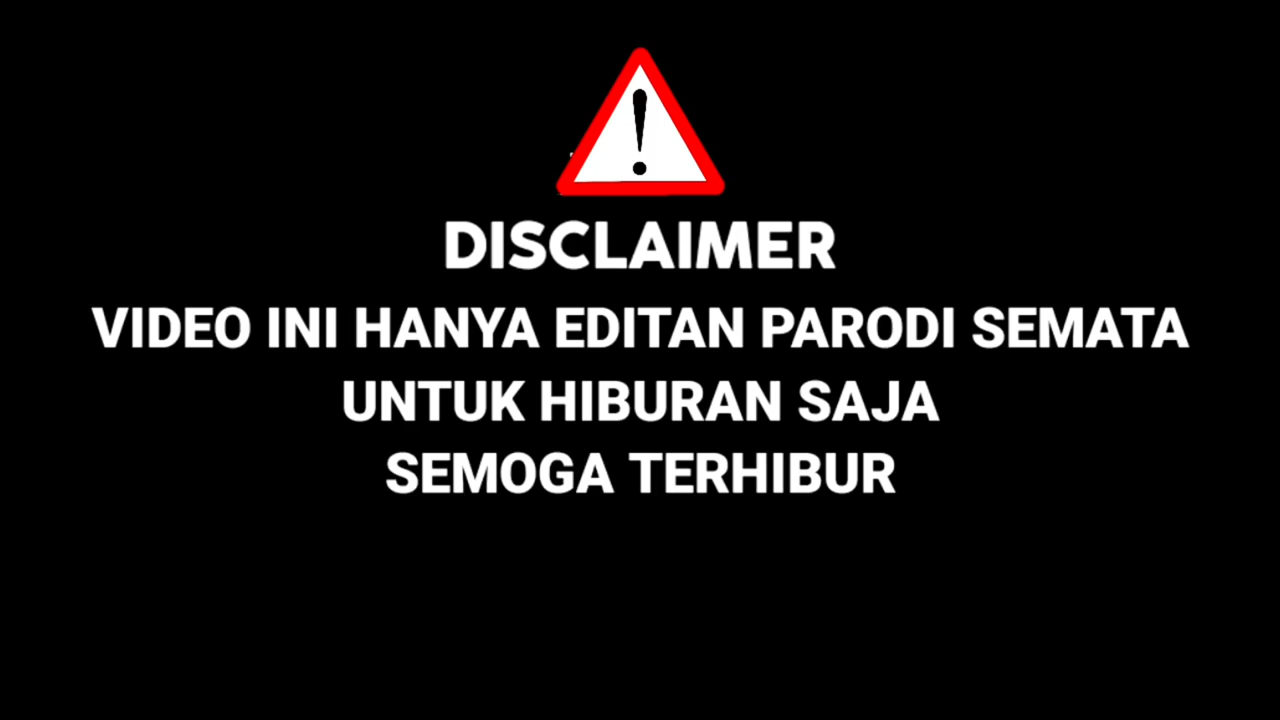 DISCLAIMER
VIDEO INI HANYA EDITAN PARODI SEMATA
UNTUK HIBURAN SAJA
SEMOGA TERHIBUR